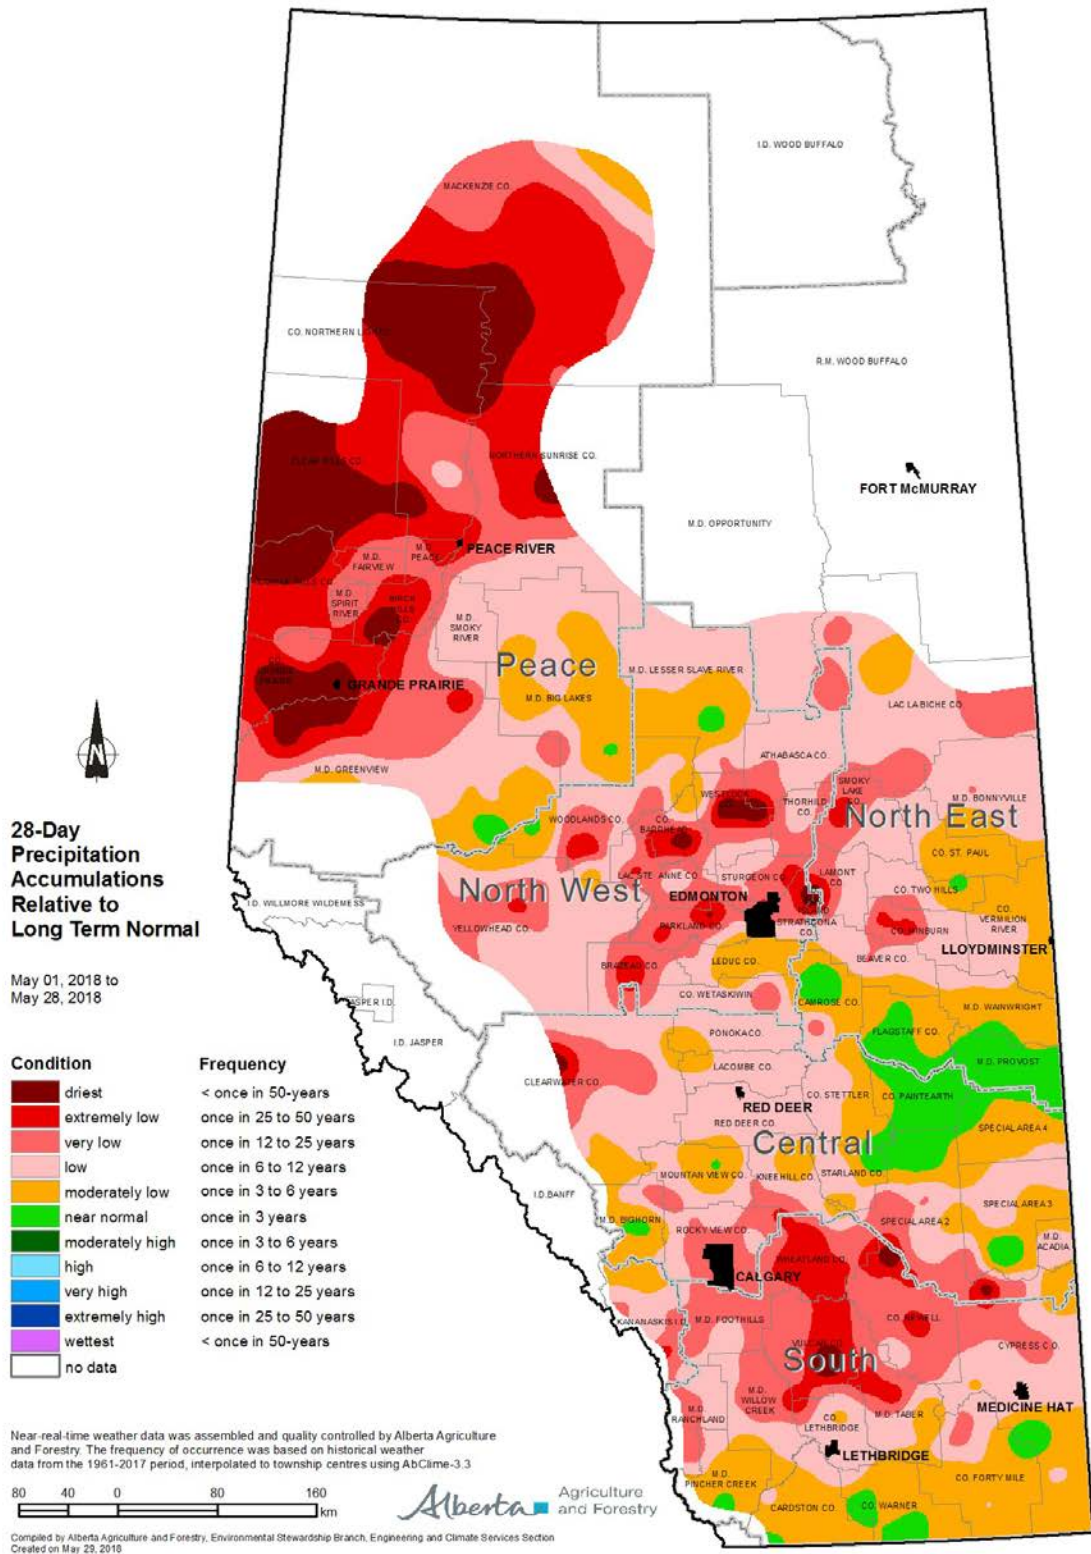 I.D. WOOD BUFFALO
MACKENZIE CO.
CO. NORTHERN
R.M. WOOD BUFFALO
CLEAR HILLS CO.
NORTHERN SUNRISE CO.
FORT McMURRAY
M.D. OPPORTUNITY
PEACE RIVER
M.D.
PEACE
M.D.
FAIRVIEW
M.D.
SPIRIT
RIVER
BIRCH
HILLS
CO.
M.D.
SMOKY
RIVER
Peace
M.D. LESSER SLAVE RIVER
GRANDE PRAIRIE
M.D. BIG LAKES
LAC LA BICHE CO.
N
ATHABASCA CO.
M.D. GREENVIEW
SMOKY
LAKE
CO.
M.D. BONNYVILLE
WESTLOCK
THORHILD
CO.
WOODLANDS CO.
CO.
BARRHEAD
North East
28-Day
Precipitation
Accumulations
Relative to
Long Term Normal
CO. ST. PAUL
LAC STE. ANNE CO.
STURGEON CO.
LAMONT
CO.
North West
EDMONTON
CO. TWO HILLS
I.D. WILLMORE WILDERNESS
ISLAND
STRATHCONA
CO.
CO.
VERMILION
RIVER
YELLOWHEAD CO.
PARKLAND CO.
CO. MINBURN
LLOYDMINSTER
BRAZEAU CO.
LEDUC CO.
BEAVER CO.
May 01, 2018 to
May 28, 2018
JASPER I.D.
CO. WETASKIWIN
CAMROSE CO.
M.D. WAINWRIGHT
I.D. JASPER
PONOKA CO.
FLAGSTAFF CO.
M.D. PROVOST
Condition Frequency
driest < once in 50-years
extremely low once in 25 to 50 years
very low once in 12 to 25 years
low once in 6 to 12 years
moderately low once in 3 to 6 years
near normal once in 3 years
moderately high once in 3 to 6 years
high once in 6 to 12 years
very high once in 12 to 25 years
extremely high once in 25 to 50 years
wettest < once in 50-years
no data
LACOMBE CO.
CLEARWATER CO.
CO. STETTLER
CO. PAINTEARTH
RED DEER
RED DEER CO.
SPECIAL AREA 4
Central
MOUNTAIN VIEW CO.
KNEEHILL CO.
STARLAND CO.
I.D. BANFF
SPECIAL AREA 3
M.D. BIGHORN
ROCKY VIEW CO.
SPECIAL AREA 2
M.D.
ACADIA
WHEATLAND CO.
CALGARY
KANANASKIS I.D.
M.D. FOOTHILLS
CO. NEWELL
VULCAN CO.
CYPRESS CO.
South
M.D.
WILLOW
CREEK
MEDICINE HAT
M.D.
RANCHLAND
CO.
LETHBRIDGE
M.D. TABER
LETHBRIDGE
M.D.
PINCHER CREEK
CO. FORTY MILE
CARDSTON CO.
CO. WARNER
Near-real-time weather data was assembled and quality controlled by Alberta Agriculture
and Forestry. The frequency of occurrence was based on historical weather
data from the 1961-2017 period, interpolated to township centres using AbClime-3.3
80 40 0 80 160
km
Alberta Agriculture
and Forestry
Compiled by Alberta Agriculture and Forestry, Environmental Stewardship Branch, Engineering and Climate Services Section
Created on May 29, 2018